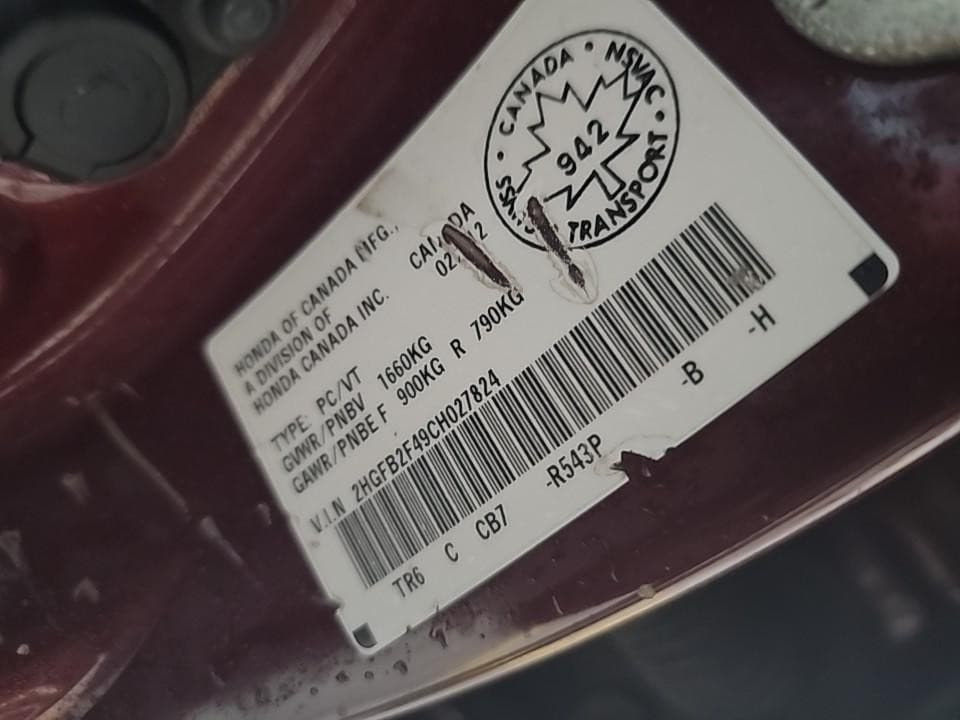 CANADA • NSVAC •
942
TRANSPORT
HONDA OF CANADA MFG.,
A DIVISION OF
HONDA CANADA INC.
CANADA
TYPE: PC/VT
GVWR/PNBV 1660KG
GAWR/PNBE F 900KG R 790KG
V.I.N 2HGFB2F49CH027824
TR6 C CB7 -R543P -B -H